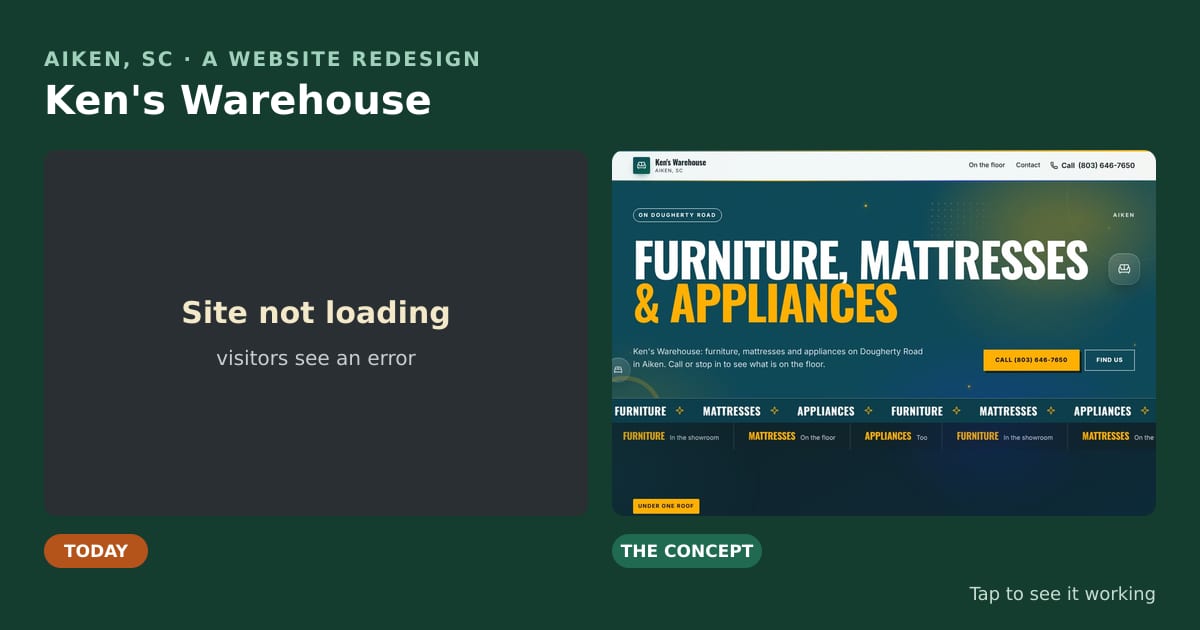 AIKEN, SC · A WEBSITE REDESIGN
Ken's Warehouse
Site not loading
visitors see an error
TODAY
Ken's Warehouse
AIKEN, SC
On the floor
Contact
Call (803) 646-7650
ON DOUGHERTY ROAD
AIKEN
FURNITURE, MATTRESSES
& APPLIANCES
Ken's Warehouse: furniture, mattresses and appliances on Dougherty Road
in Aiken. Call or stop in to see what is on the floor.
CALL (803) 646-7650
FIND US
FURNITURE MATTRESSES APPLIANCES FURNITURE MATTRESSES APPLIANCES
FURNITURE In the showroom MATTRESSES On the floor APPLIANCES Too FURNITURE In the showroom MATTRESSES On the
UNDER ONE ROOF
THE CONCEPT
Tap to see it working